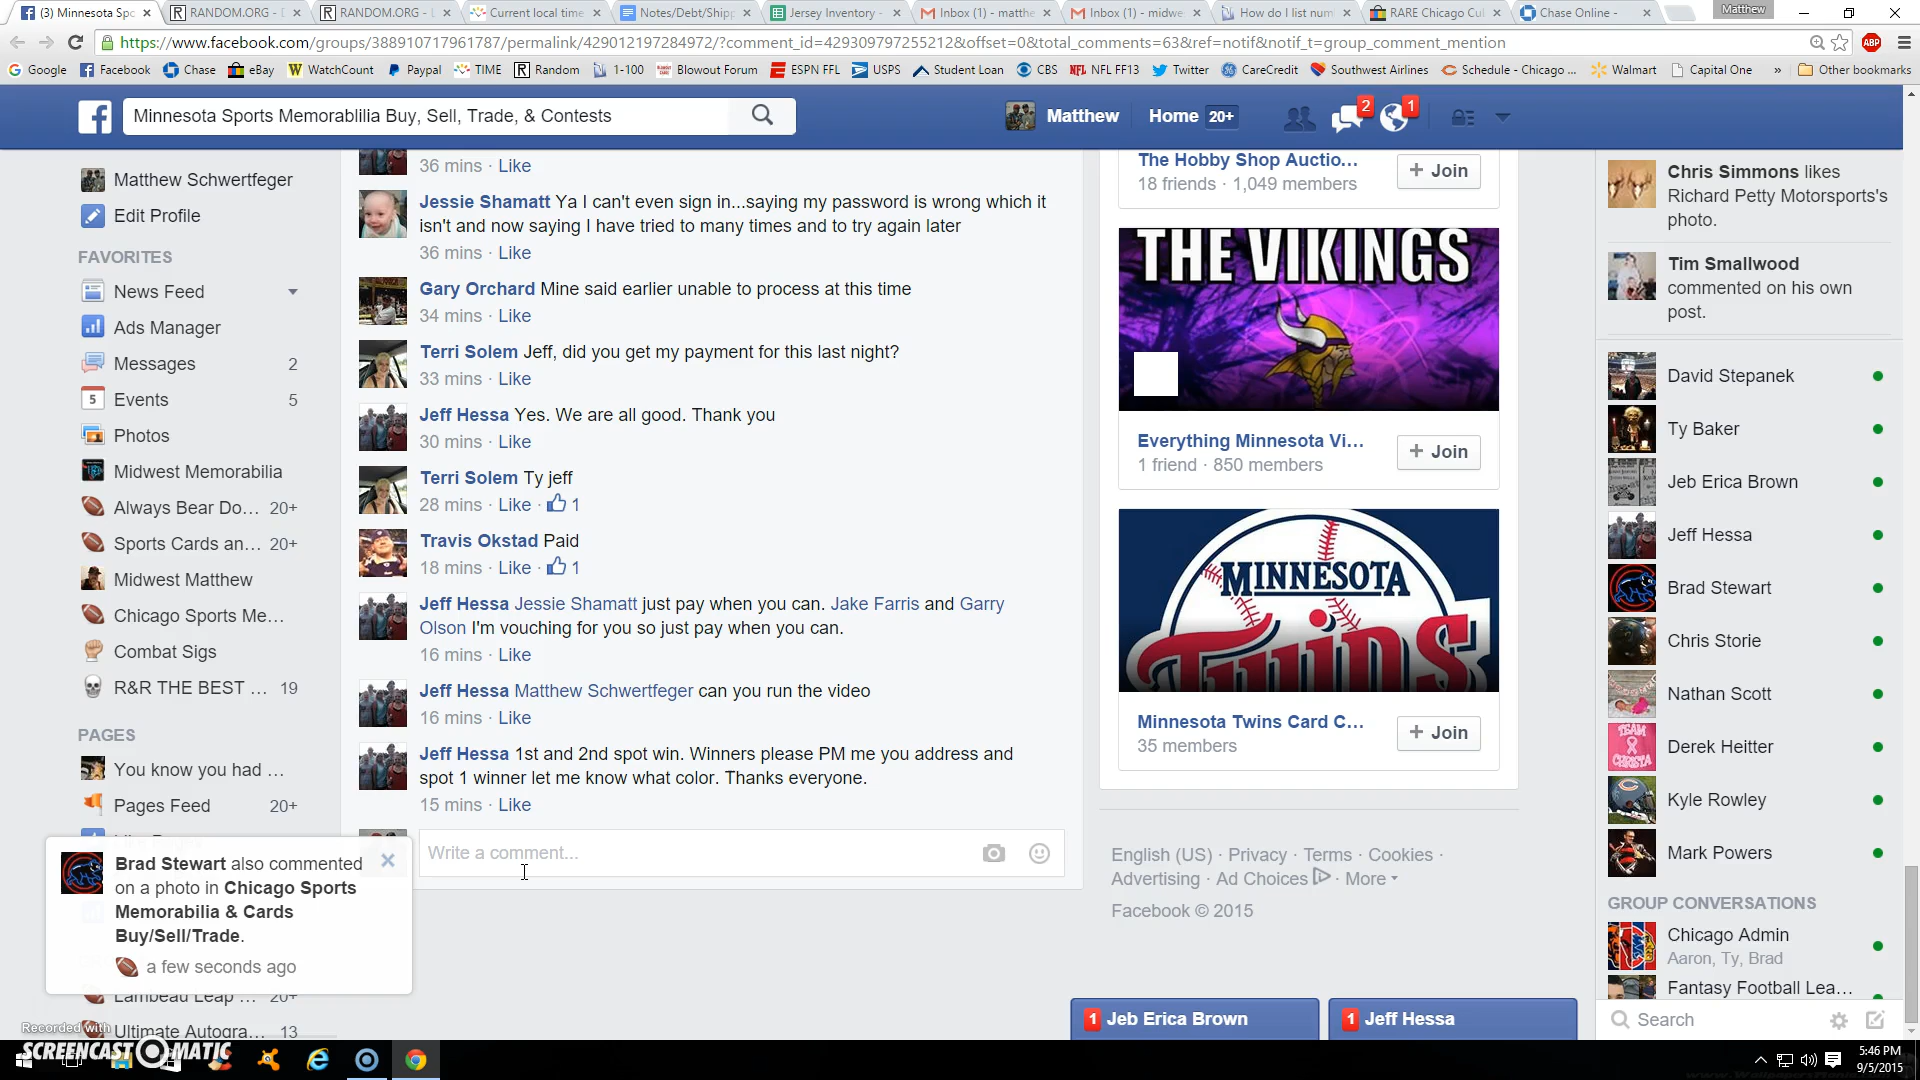 (3) Minnesota Spo
RANDOM.ORG - D
RANDOM.ORG - L
Current local time
Notes/Debt/Shipp
Jersey Inventory -
Inbox (1) - matthe
Inbox (1) - midwe
How do I list num
RARE Chicago Cu
Chase Online -
Matthew
https://www.facebook.com/groups/388910717961787/permalink/429012197284972/?comment_id=429309797255212&offset=0&total_comments=63&ref=notif&notif_t=group_comment_mention
ABP
Google
Facebook
Chase
eBay
WatchCount
Paypal
TIME
Random
1-100
Blowout Forum
ESPN FFL
USPS
Student Loan
CBS
NFL FF13
Twitter
CareCredit
Southwest Airlines
Schedule - Chicago ...
Walmart
Capital One
»
Other bookmarks
Minnesota Sports Memorablilia Buy, Sell, Trade, & Contests
Matthew
Home 20+
2
1
Matthew Schwertfeger
Edit Profile
FAVORITES
News Feed
Ads Manager
Messages 2
5 Events 5
Photos
Midwest Memorabilia
Always Bear Do... 20+
Sports Cards an... 20+
Midwest Matthew
Chicago Sports Me...
Combat Sigs
R&R THE BEST ... 19
PAGES
You know you had ...
Pages Feed 20+
Brad Stewart also commented
on a photo in Chicago Sports
Memorabilia & Cards
Buy/Sell/Trade.
a few seconds ago
Lambeau Leap ... 20+
Ultimate Autogra... 13
Recorded with
SCREENCAST O MATIC
36 mins · Like
Jessie Shamatt Ya I can't even sign in...saying my password is wrong which it
isn't and now saying I have tried to many times and to try again later
36 mins · Like
Gary Orchard Mine said earlier unable to process at this time
34 mins · Like
Terri Solem Jeff, did you get my payment for this last night?
33 mins · Like
Jeff Hessa Yes. We are all good. Thank you
30 mins · Like
Terri Solem Ty jeff
28 mins · Like · 1
Travis Okstad Paid
18 mins · Like · 1
Jeff Hessa Jessie Shamatt just pay when you can. Jake Farris and Garry
Olson I'm vouching for you so just pay when you can.
16 mins · Like
Jeff Hessa Matthew Schwertfeger can you run the video
16 mins · Like
Jeff Hessa 1st and 2nd spot win. Winners please PM me you address and
spot 1 winner let me know what color. Thanks everyone.
15 mins · Like
Write a comment...
The Hobby Shop Auctio...
18 friends · 1,049 members
+ Join
THE VIKINGS
Everything Minnesota Vi...
1 friend · 850 members
+ Join
MINNESOTA
Twins
Minnesota Twins Card C...
35 members
+ Join
English (US) · Privacy · Terms · Cookies ·
Advertising · Ad Choices · More
Facebook © 2015
1 Jeb Erica Brown
1 Jeff Hessa
Chris Simmons likes
Richard Petty Motorsports's
photo.
Tim Smallwood
commented on his own
post.
David Stepanek
Ty Baker
Jeb Erica Brown
Jeff Hessa
Brad Stewart
Chris Storie
Nathan Scott
TEAM CHRISTA
Derek Heitter
Kyle Rowley
Mark Powers
GROUP CONVERSATIONS
Chicago Admin
Aaron, Ty, Brad
Fantasy Football Lea...
Search
5:46 PM
9/5/2015